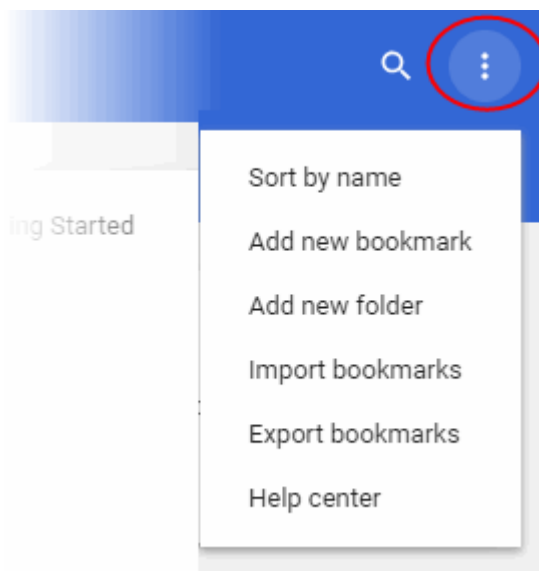 Sort by name
ing Started
Add new bookmark
Add new folder
Import bookmarks
Export bookmarks
Help center